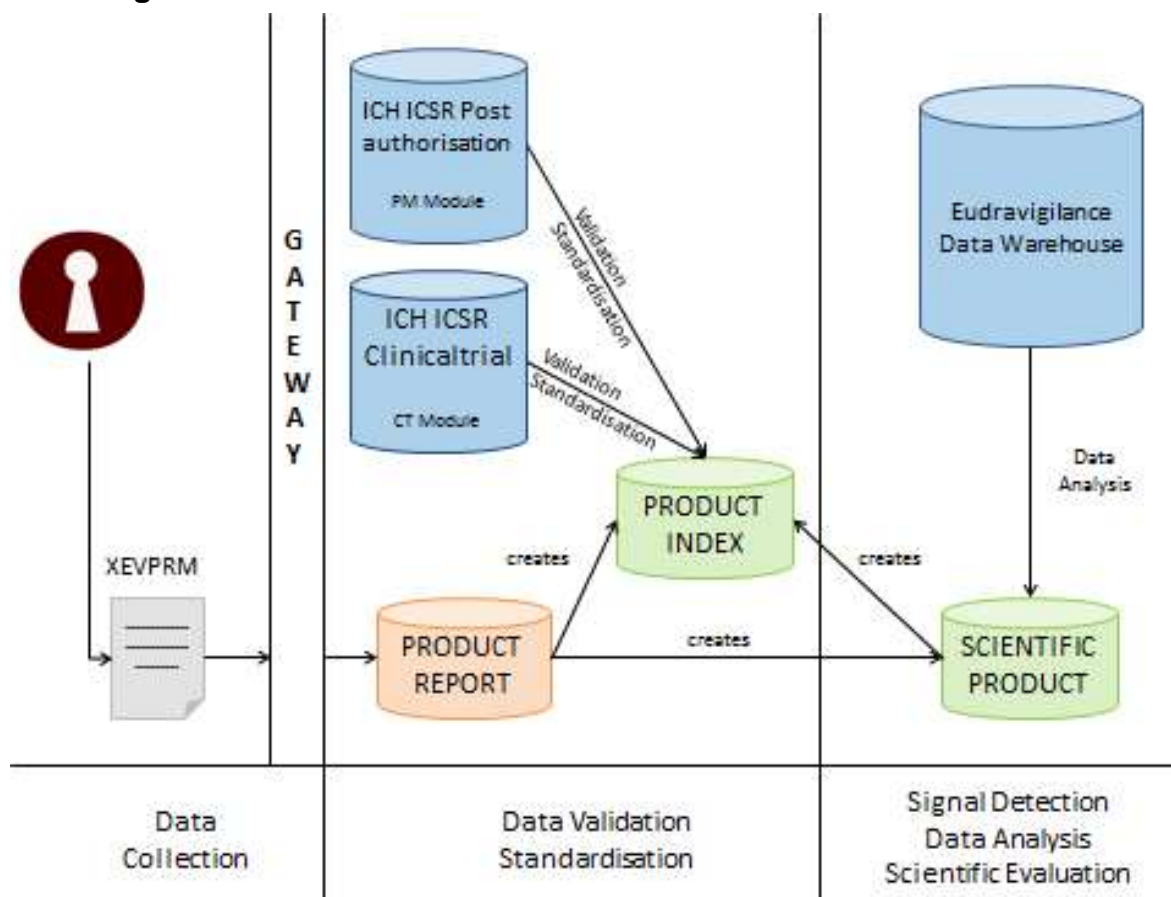 ICH ICSR Post
authorisation
PM Module
ICH ICSR
Clinicaltrial
CT Module
Validation
Standardisation
Validation
Standardisation
GATEWAY
Eudravigilance
Data Warehouse
Data
Analysis
PRODUCT
INDEX
creates
creates
creates
XEVPRM
PRODUCT
REPORT
SCIENTIFIC
PRODUCT
Data
Collection
Data Validation
Standardisation
Signal Detection
Data Analysis
Scientific Evaluation